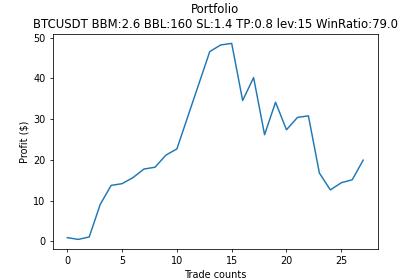 Portfolio
BTCUSDT BBM:2.6 BBL:160 SL:1.4 TP:0.8 lev:15 WinRatio:79.0
50
40
30
20
10
0
Profit ($)
0 5 10 15 20 25
Trade counts